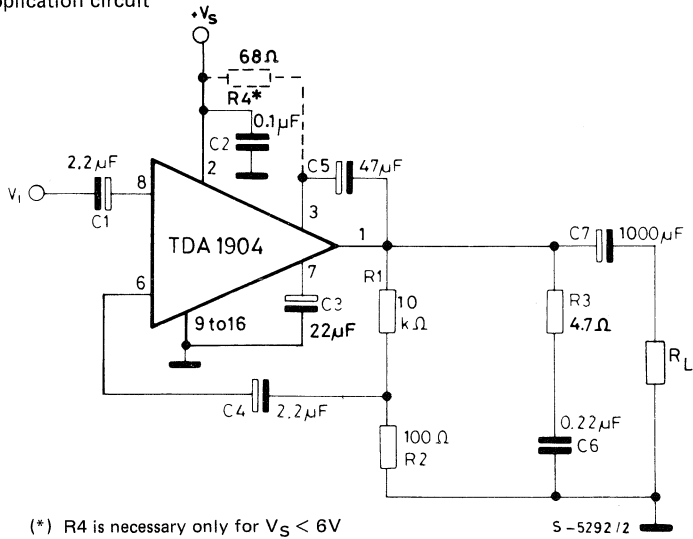 pplication circuit
+Vs
68Ω
R4*
0.1µF
C2
2.2µF
C5
47µF
2
VI
8
C1
3
C7
1000µF
TDA 1904
1
7
R1
6
C3
10
kΩ
R3
4.7Ω
9 to16
22µF
RL
C4
2.2µF
100Ω
R2
0.22µF
C6
(*) R4 is necessary only for Vs < 6V
S-5292/2